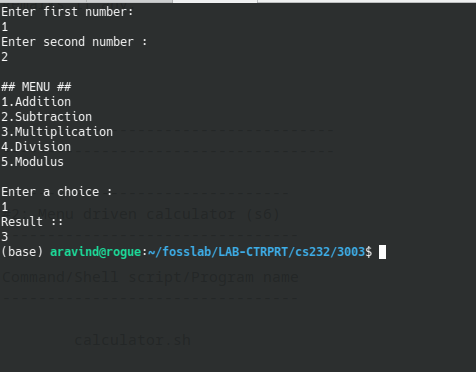 Enter first number:
1
Enter second number :
2
## MENU ##
1.Addition
2.Subtraction
3.Multiplication
4.Division
5.Modulus
Enter a choice :
1
: Menu driven calculator (s6)
Result ::
3
(base) aravind@rogue:~/fosslab/LAB-CTRPRT/cs232/3003$
Command/Shell script/Program name
calculator.sh